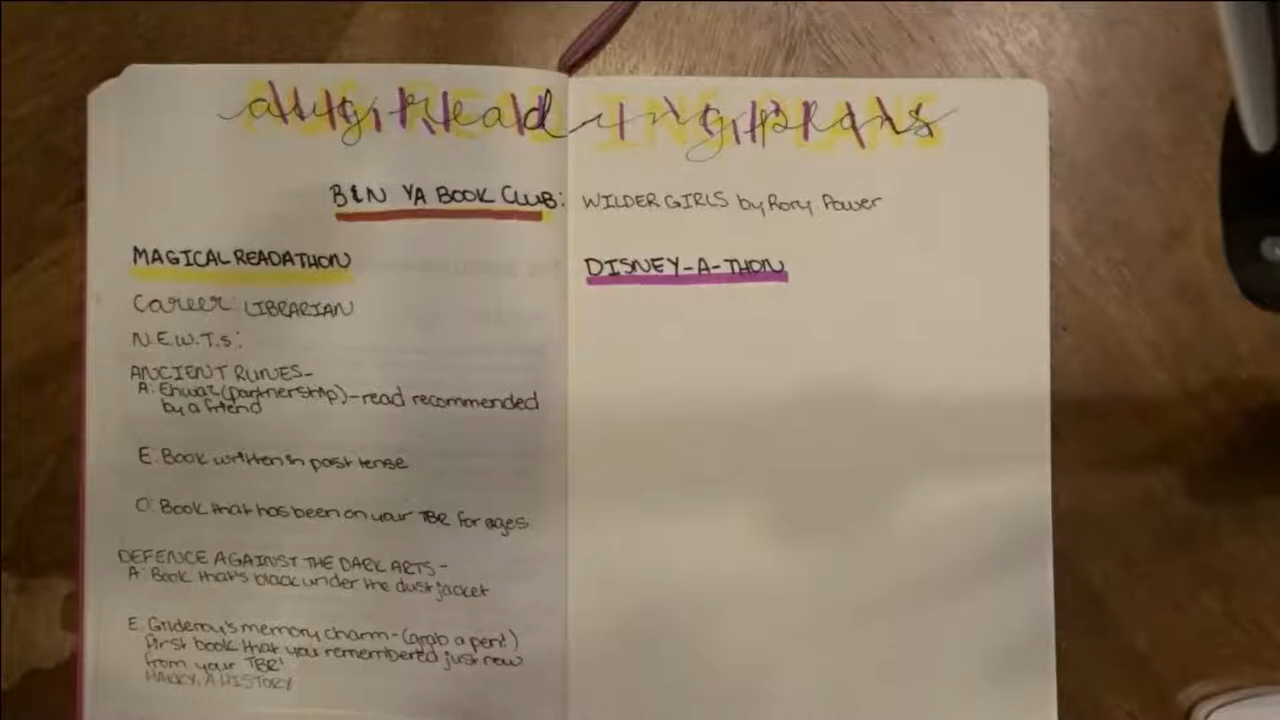 aug. reading plans
B&N YA BOOK CLUB: WILDER GIRLS by Rory Power
MAGICAL READATHON
Career: LIBRARIAN
N.E.W.T.s:
ANCIENT RUNES-
A: Ehwaz (partnership)-read recommended
by a friend
E: Book written in past tense
O: Book that has been on your TBR for ages
DEFENCE AGAINST THE DARK ARTS-
A: Book that's black under the dust jacket
E: Gilderoy's memory charm-(grab a pen!)
first book that you remembered just now
from your TBR!
HARRY, A HISTORY
DISNEY-A-THON